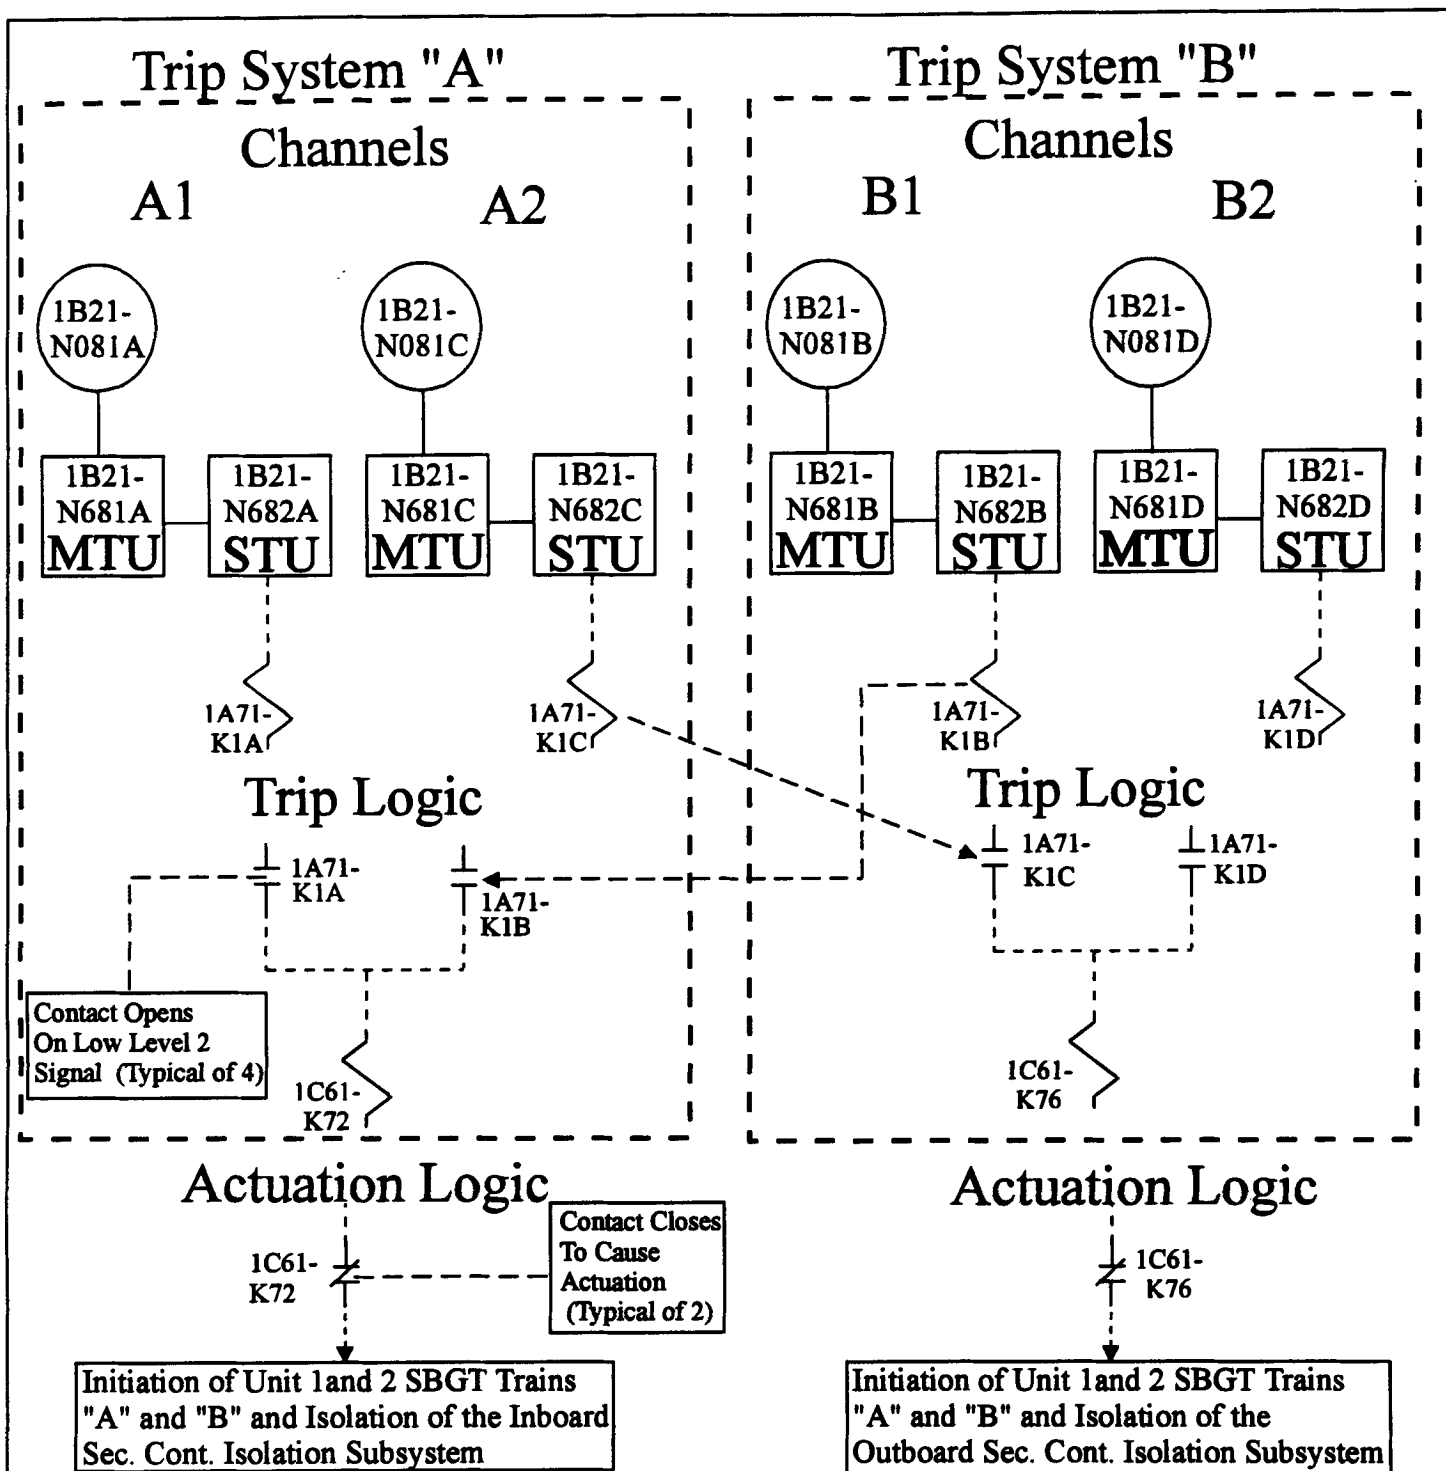 Trip System "A"
Channels
A1
A2
1B21-
N081A
1B21-
N081C
1B21-
N681A
MTU
1B21-
N682A
STU
1B21-
N681C
MTU
1B21-
N682C
STU
1A71-
K1A
1A71-
K1C
Trip Logic
1A71-
K1A
1A71-
K1B
Contact Opens
On Low Level 2
Signal (Typical of 4)
1C61-
K72
Actuation Logic
1C61-
K72
Contact Closes
To Cause
Actuation
(Typical of 2)
Initiation of Unit 1and 2 SBGT Trains
"A" and "B" and Isolation of the Inboard
Sec. Cont. Isolation Subsystem
Trip System "B"
Channels
B1
B2
1B21-
N081B
1B21-
N081D
1B21-
N681B
MTU
1B21-
N682B
STU
1B21-
N681D
MTU
1B21-
N682D
STU
1A71-
K1B
1A71-
K1D
Trip Logic
1A71-
K1C
1A71-
K1D
1C61-
K76
Actuation Logic
1C61-
K76
Initiation of Unit 1and 2 SBGT Trains
"A" and "B" and Isolation of the
Outboard Sec. Cont. Isolation Subsystem